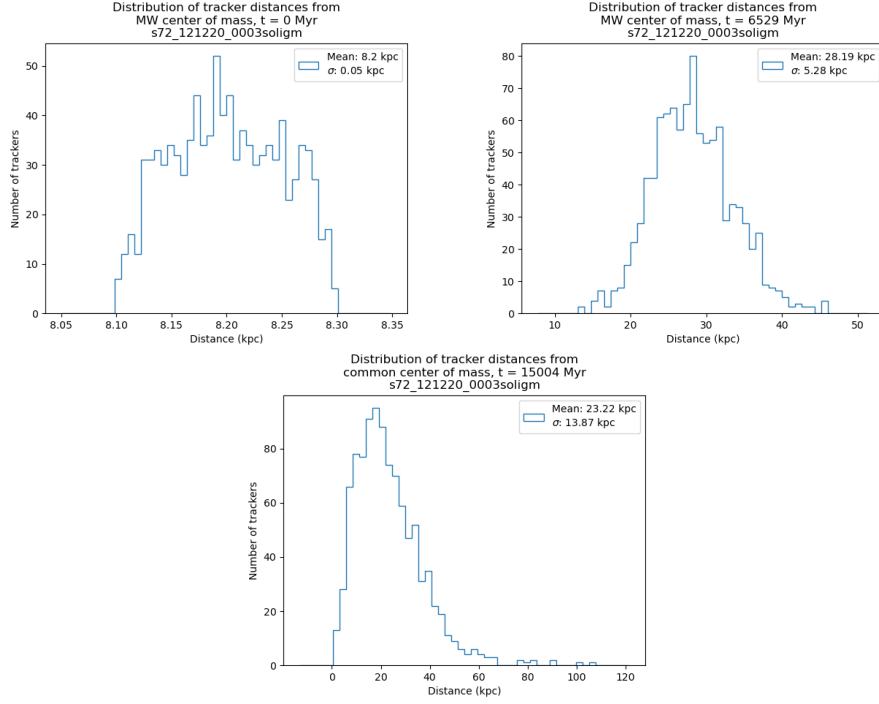 Distribution of tracker distances from
MW center of mass, t = 0 Myr
s72_121220_0003soligm
Mean: 8.2 kpc
σ: 0.05 kpc
Number of trackers
50
40
30
20
10
0
8.05 8.10 8.15 8.20 8.25 8.30 8.35
Distance (kpc)
Distribution of tracker distances from
MW center of mass, t = 6529 Myr
s72_121220_0003soligm
Mean: 28.19 kpc
σ: 5.28 kpc
Number of trackers
80
70
60
50
40
30
20
10
0
10 20 30 40 50
Distance (kpc)
Distribution of tracker distances from
common center of mass, t = 15004 Myr
s72_121220_0003soligm
Mean: 23.22 kpc
σ: 13.87 kpc
Number of trackers
80
60
40
20
0
0 20 40 60 80 100 120
Distance (kpc)